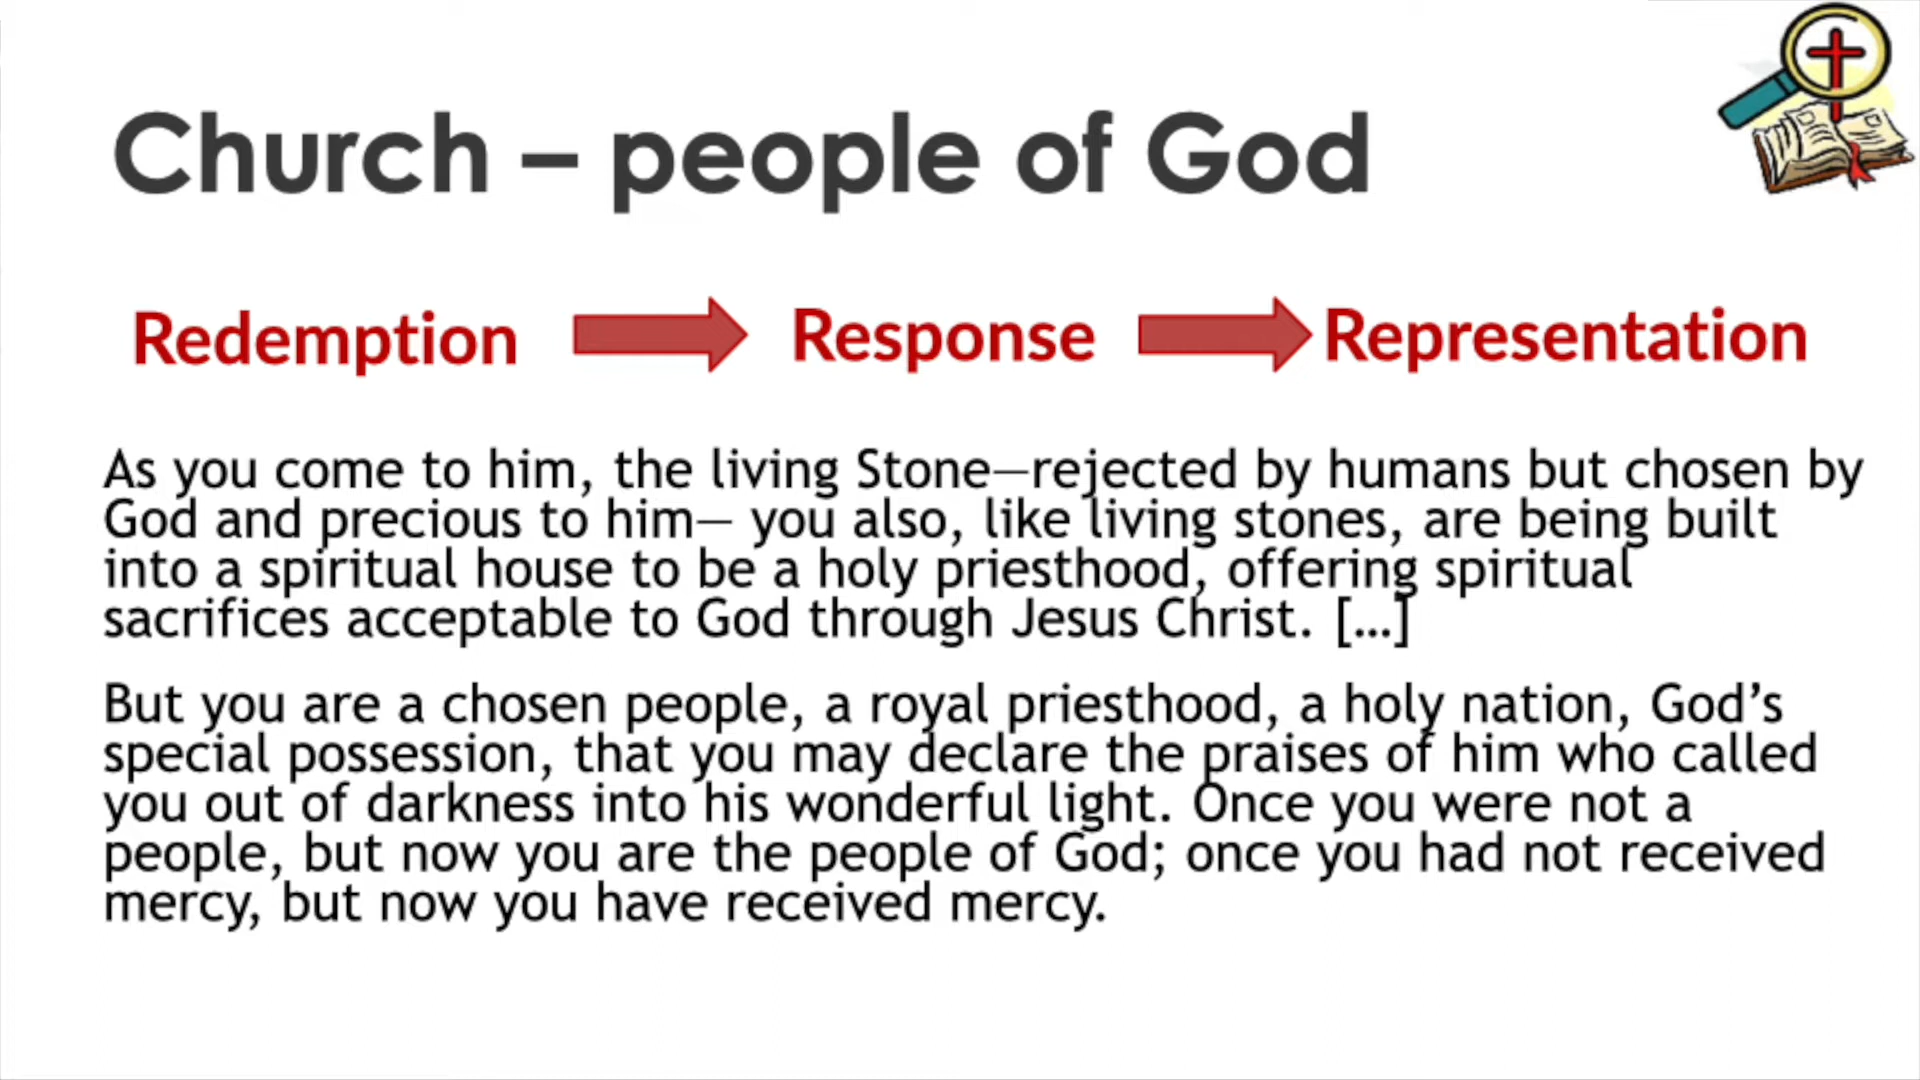 Church – people of God
Redemption Response Representation
As you come to him, the living Stone—rejected by humans but chosen by
God and precious to him— you also, like living stones, are being built
into a spiritual house to be a holy priesthood, offering spiritual
sacrifices acceptable to God through Jesus Christ. […]
But you are a chosen people, a royal priesthood, a holy nation, God’s
special possession, that you may declare the praises of him who called
you out of darkness into his wonderful light. Once you were not a
people, but now you are the people of God; once you had not received
mercy, but now you have received mercy.